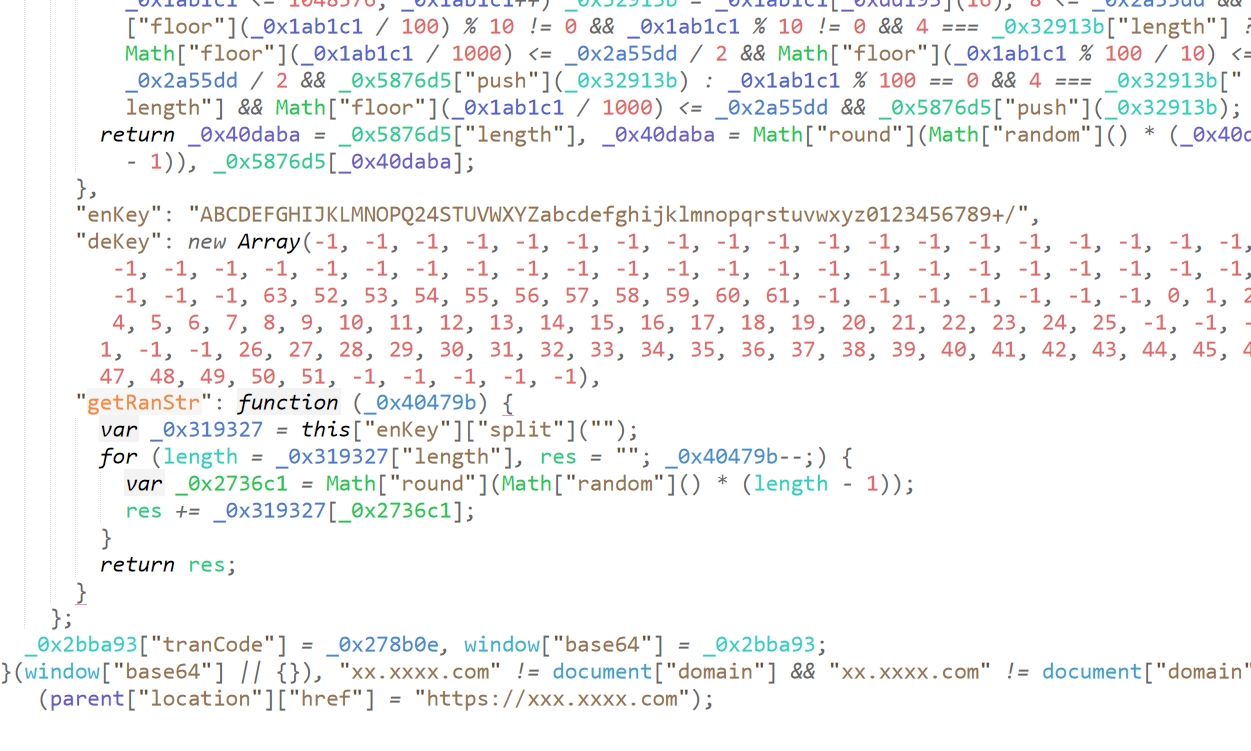 _0x1ab1c1 <= 1048576, _0x1ab1c1++) _0x32913b = _0x1ab1c1[_0xdd195](16), 8 <= _0x2a55dd &&
["floor"](_0x1ab1c1 / 100) % 10 != 0 && _0x1ab1c1 % 10 != 0 && 4 === _0x32913b["length"] ?
Math["floor"](_0x1ab1c1 / 1000) <= _0x2a55dd / 2 && Math["floor"](_0x1ab1c1 % 100 / 10) <=
_0x2a55dd / 2 && _0x5876d5["push"](_0x32913b) : _0x1ab1c1 % 100 == 0 && 4 === _0x32913b["
length"] && Math["floor"](_0x1ab1c1 / 1000) <= _0x2a55dd && _0x5876d5["push"](_0x32913b);
return _0x40daba = _0x5876d5["length"], _0x40daba = Math["round"](Math["random"]() * (_0x40d
- 1)), _0x5876d5[_0x40daba];
},
"enKey": "ABCDEFGHIJKLMNOPQ24STUVWXYZabcdefghijklmnopqrstuvwxyz0123456789+/",
"deKey": new Array(-1, -1, -1, -1, -1, -1, -1, -1, -1, -1, -1, -1, -1, -1, -1, -1, -1, -1, -1,
-1, -1, -1, -1, -1, -1, -1, -1, -1, -1, -1, -1, -1, -1, -1, -1, -1, -1, -1, -1, -1, -1, -1,
-1, -1, -1, 63, 52, 53, 54, 55, 56, 57, 58, 59, 60, 61, -1, -1, -1, -1, -1, -1, -1, 0, 1, 2
4, 5, 6, 7, 8, 9, 10, 11, 12, 13, 14, 15, 16, 17, 18, 19, 20, 21, 22, 23, 24, 25, -1, -1, -
1, -1, -1, 26, 27, 28, 29, 30, 31, 32, 33, 34, 35, 36, 37, 38, 39, 40, 41, 42, 43, 44, 45, 4
47, 48, 49, 50, 51, -1, -1, -1, -1, -1),
"getRanStr": function (_0x40479b) {
var _0x319327 = this["enKey"]["split"]("");
for (length = _0x319327["length"], res = ""; _0x40479b--;) {
var _0x2736c1 = Math["round"](Math["random"]() * (length - 1));
res += _0x319327[_0x2736c1];
}
return res;
}
};
_0x2bba93["tranCode"] = _0x278b0e, window["base64"] = _0x2bba93;
}(window["base64"] || {}), "xx.xxxx.com" != document["domain"] && "xx.xxxx.com" != document["domain"
(parent["location"]["href"] = "https://xxx.xxxx.com");